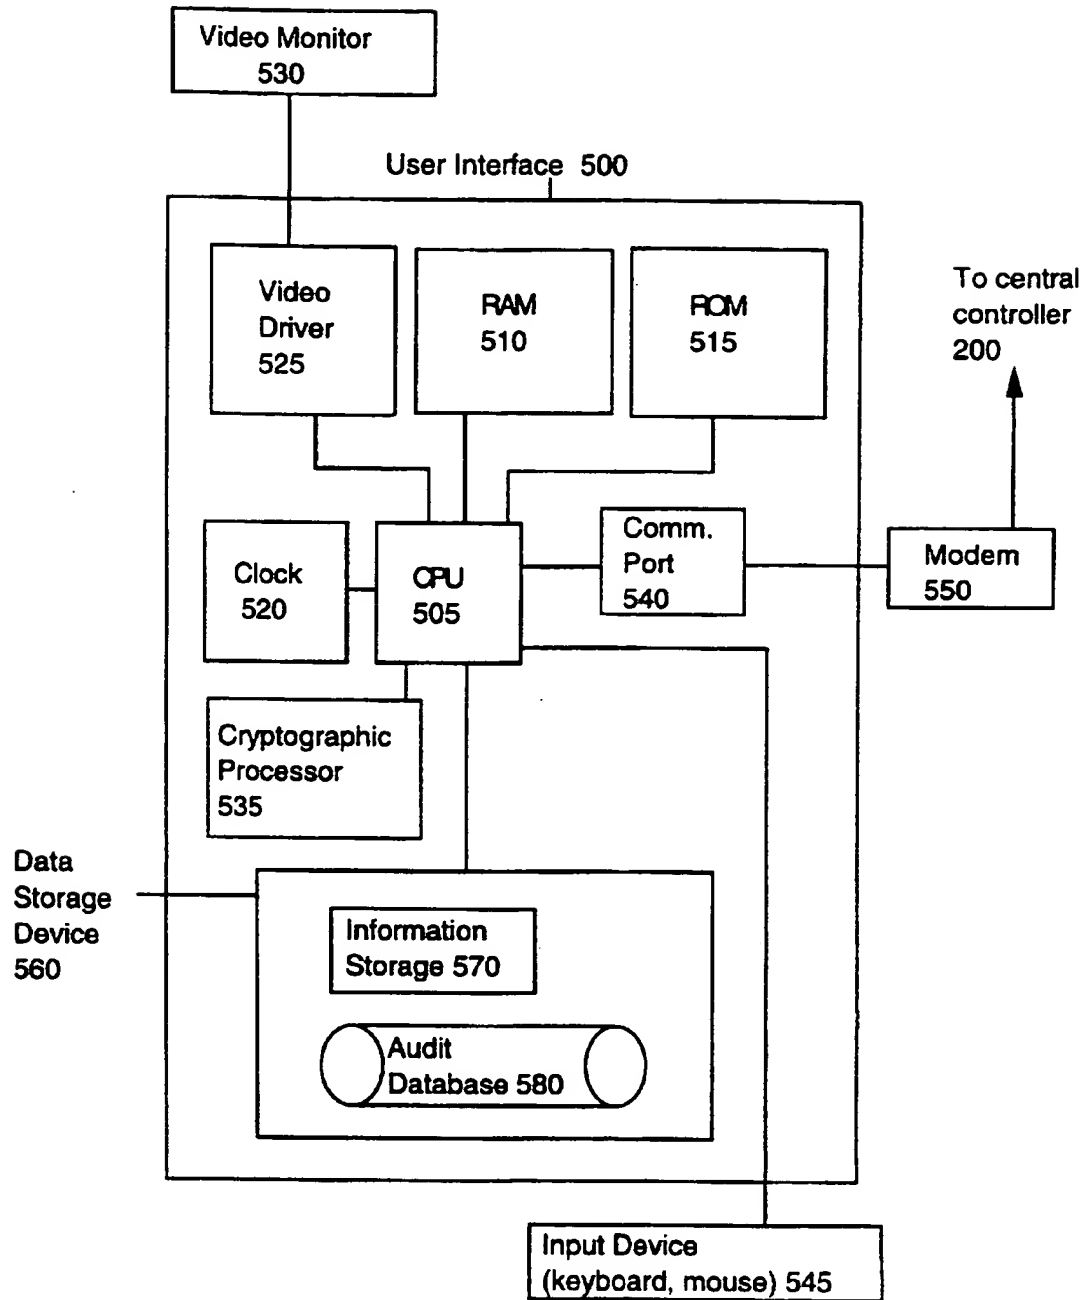 Video Monitor
530
User Interface 500
Video
Driver
525
RAM
510
ROM
515
To central
controller
200
Clock
520
CPU
505
Comm.
Port
540
Modem
550
Cryptographic
Processor
535
Data
Storage
Device
560
Information
Storage 570
Audit
Database 580
Input Device
(keyboard, mouse) 545